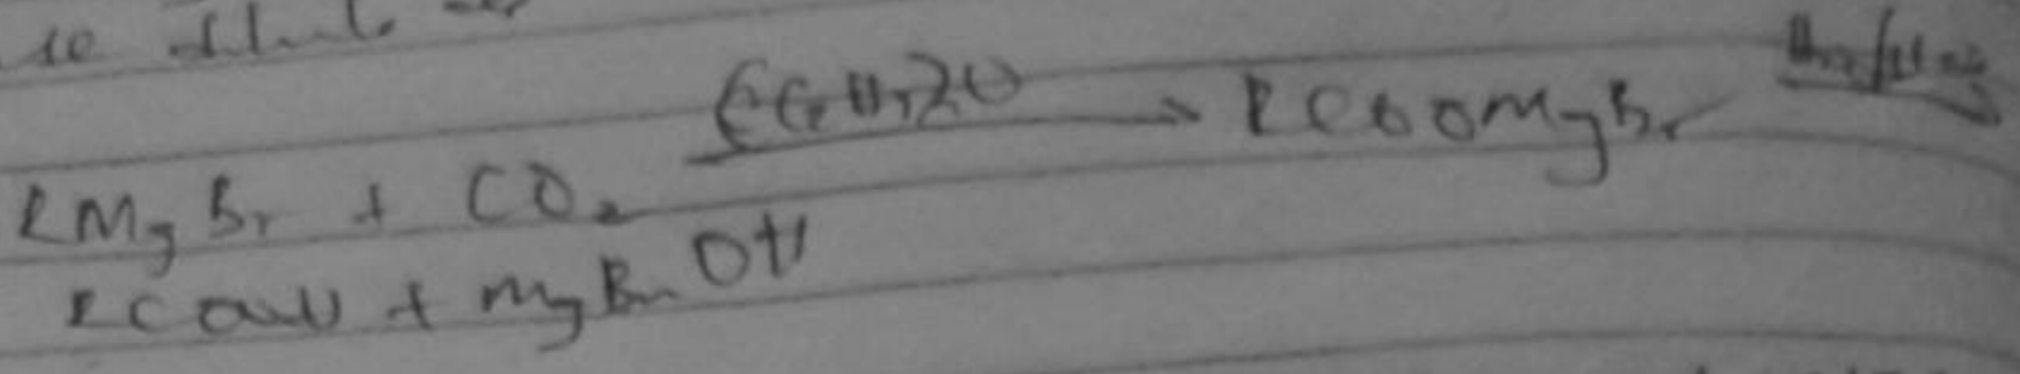 (C2H5)2O
RMgBr + CO2 → RCOOMgBr
RCOOH + MgBrOH